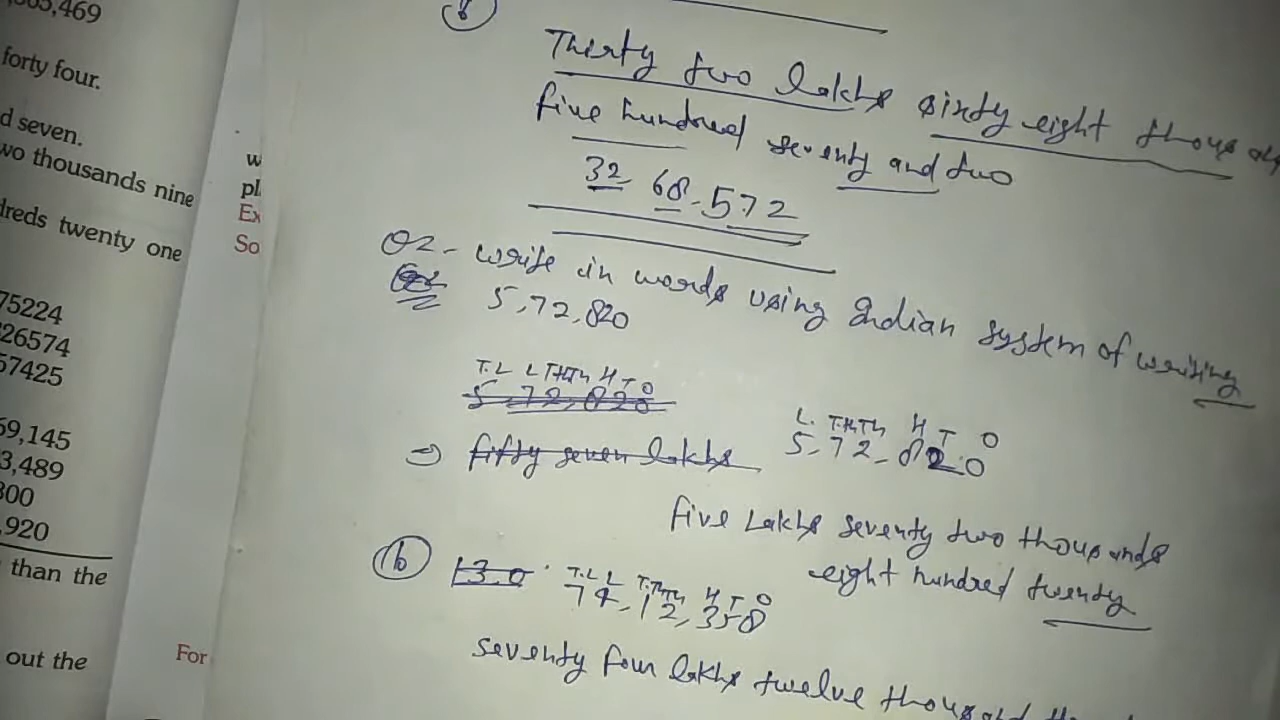 ,469
forty four.
d seven.
wo thousands nine
dreds twenty one
75224
26574
57425
59,145
3,489
300
,920
than the
out the
w
pl
Ex
So
For
b
Thirty two lakhs sixty eight thous
five hundred seventy and two
32, 68,572
Q2- write in words using Indian system of writing
5,72,820
T.L L T.Th Th H T O
5,72,820
L. T.Th Th H T O
5,72,820
⇒ fifty seven lakhs
five Lakhs seventy two thousands
eight hundred twenty
b 13.0 T.L L T.Th Th H T O
74,12,358
seventy four lakhs twelve thousand